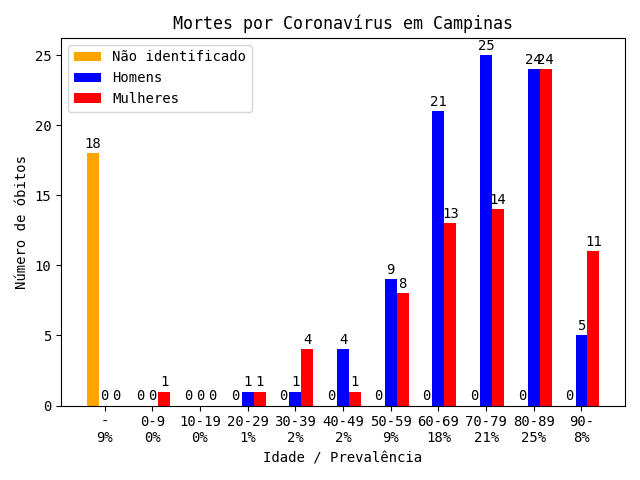 Mortes por Coronavírus em Campinas
Não identificado
Homens
Mulheres
Número de óbitos
25
20
15
10
5
0
18 0 0
0 0 1
0 0 0
0 1 1
0 1 4
0 4 1
0 9 8
0 21 13
0 25 14
0 24 24
0 5 11
- 0-9 10-19 20-29 30-39 40-49 50-59 60-69 70-79 80-89 90-
9% 0% 0% 1% 2% 2% 9% 18% 21% 25% 8%
Idade / Prevalência